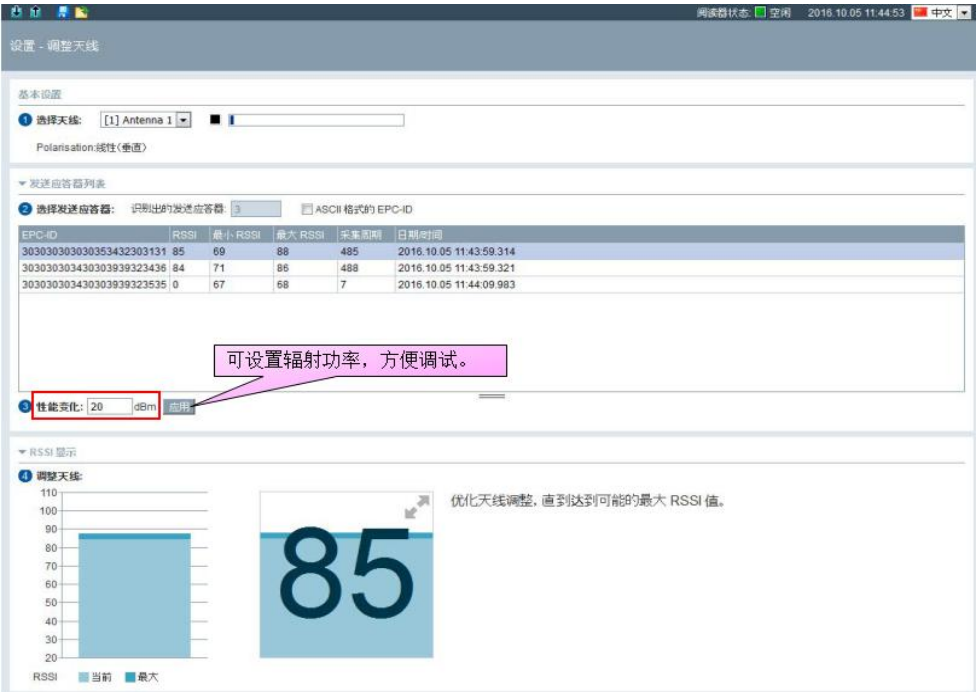 阅读器状态: 空闲 2016.10.05 11:44:53 中文
设置 - 调整天线
基本设置
1 选择天线: [1] Antenna 1
Polarisation:线性(垂直)
发送应答器列表
2 选择发送应答器: 识别出的发送应答器: 3 ASCII 格式的 EPC-ID
EPC-ID RSSI 最小 RSSI 最大 RSSI 采集周期 日期/时间
303030303030353432303131 85 69 88 485 2016.10.05 11:43:59.314
303030303430303939323436 84 71 86 488 2016.10.05 11:43:59.321
303030303430303939323535 0 67 68 7 2016.10.05 11:44:09.983
可设置辐射功率，方便调试。
3 性能变化: 20 dBm 应用
RSSI 显示
4 调整天线:
110
100
90
80
70
60
50
40
30
20
85
优化天线调整, 直到达到可能的最大 RSSI 值。
RSSI 当前 最大